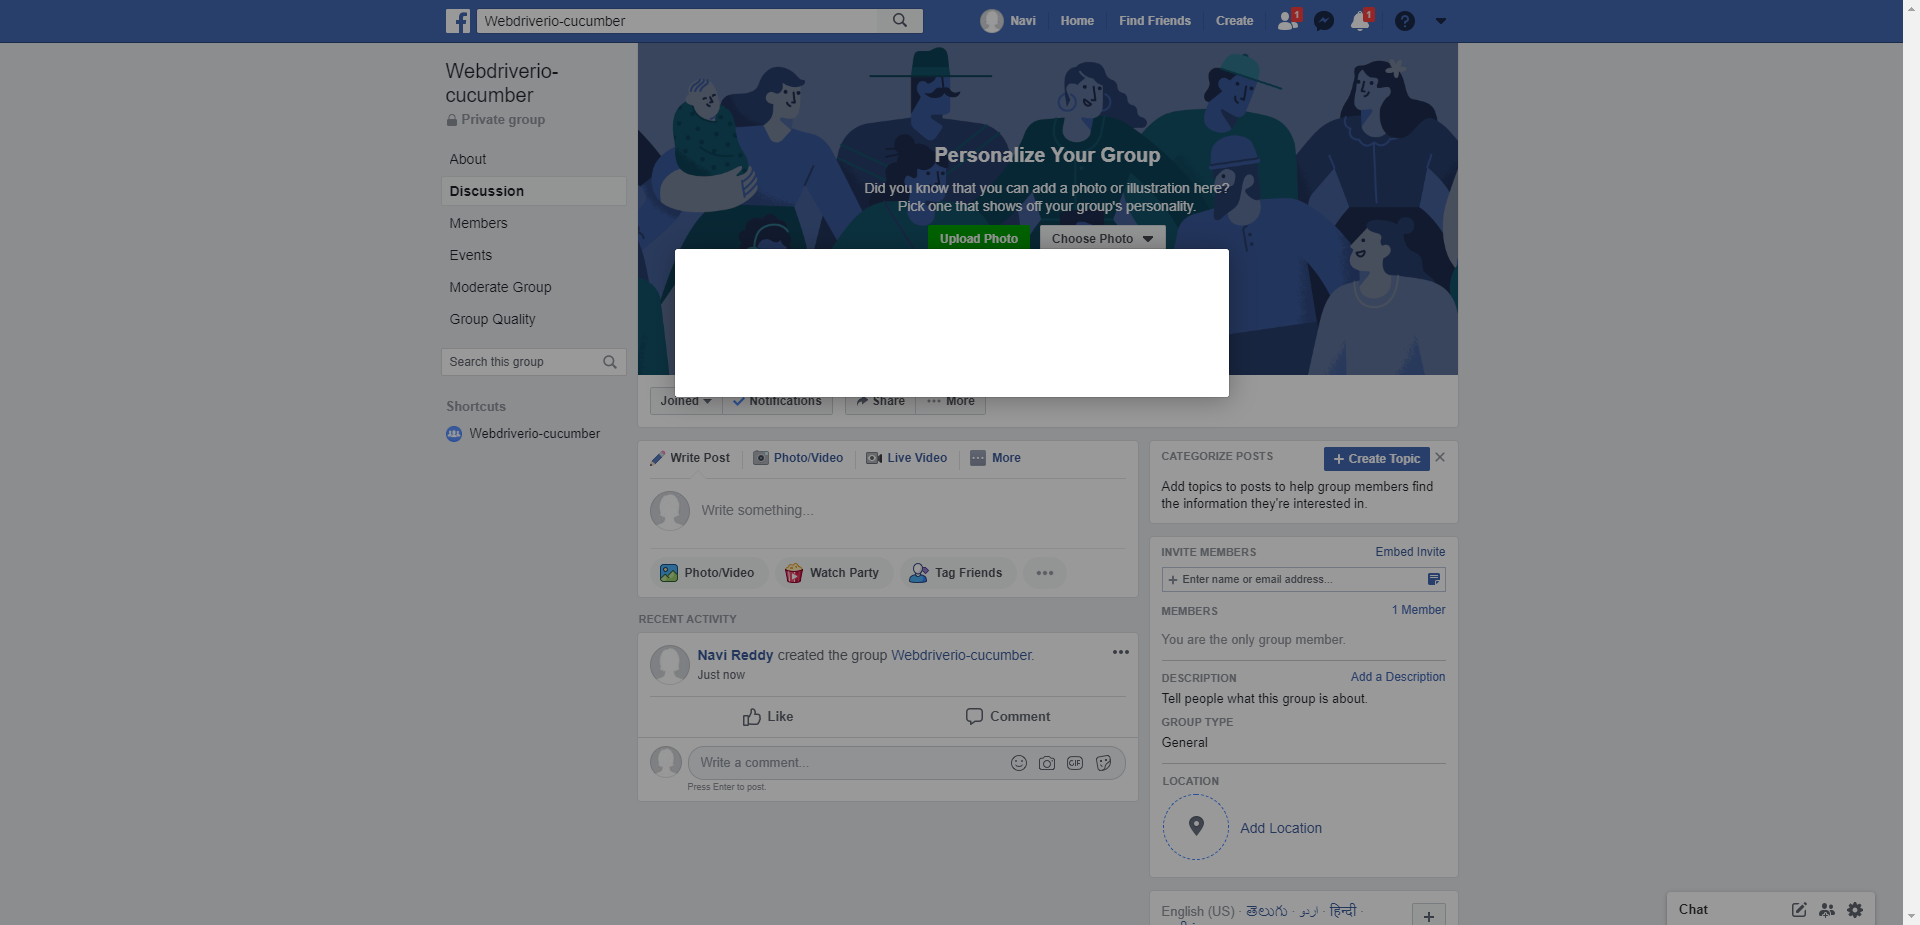 Webdriverio-cucumber
Navi
Home
Find Friends
Create
1
1
Webdriverio-
cucumber
Private group
About
Discussion
Members
Events
Moderate Group
Group Quality
Search this group
Shortcuts
Webdriverio-cucumber
Personalize Your Group
Did you know that you can add a photo or illustration here?
Pick one that shows off your group's personality.
Upload Photo
Choose Photo
Joined
Notifications
Share
More
Write Post
Photo/Video
Live Video
More
Write something...
Photo/Video
Watch Party
Tag Friends
RECENT ACTIVITY
Navi Reddy created the group Webdriverio-cucumber.
Just now
Like
Comment
Write a comment...
GIF
Press Enter to post.
CATEGORIZE POSTS
+ Create Topic
Add topics to posts to help group members find
the information they're interested in.
INVITE MEMBERS
Embed Invite
+ Enter name or email address...
MEMBERS
1 Member
You are the only group member.
DESCRIPTION
Add a Description
Tell people what this group is about.
GROUP TYPE
General
LOCATION
Add Location
English (US) · తెలుగు · اردو · हिन्दी ·
Chat